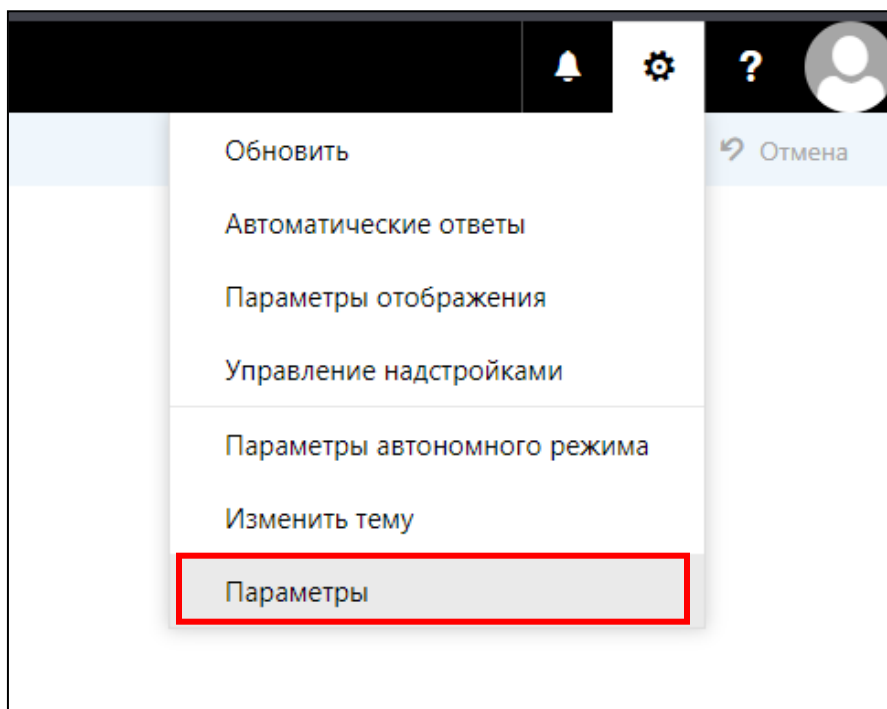 Обновить
Отмена
Автоматические ответы
Параметры отображения
Управление надстройками
Параметры автономного режима
Изменить тему
Параметры